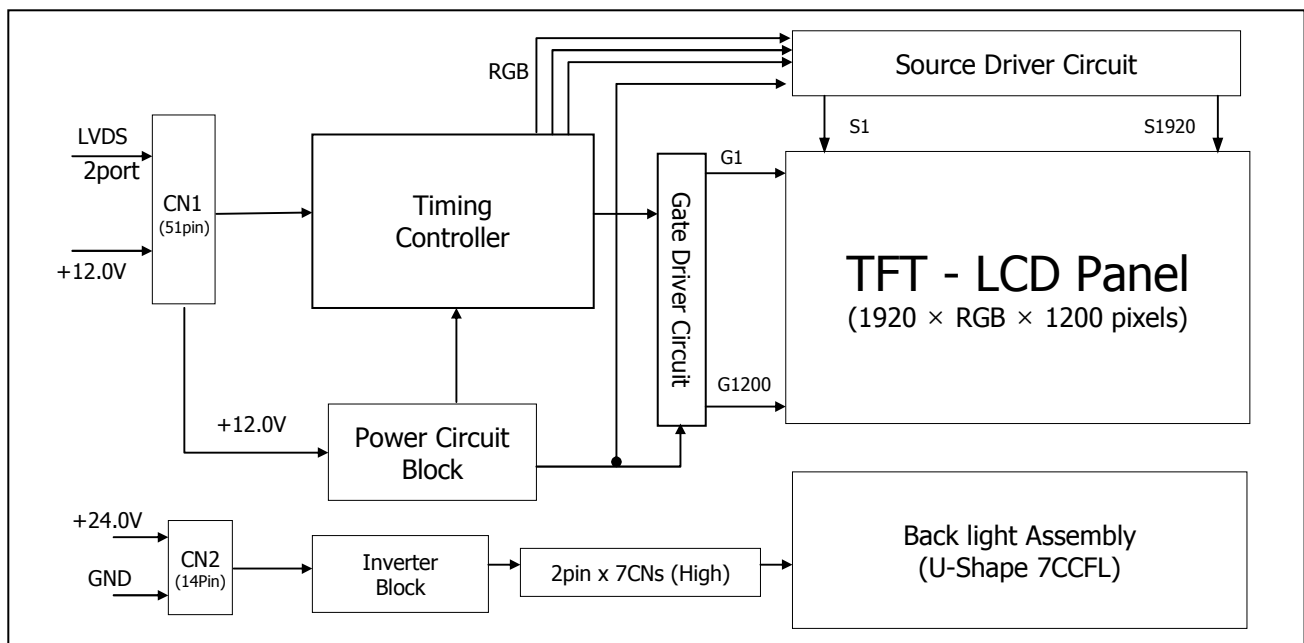 RGB
Source Driver Circuit
S1
S1920
LVDS
2port
CN1
(51pin)
+12.0V
Timing
Controller
G1
Gate Driver Circuit
G1200
TFT - LCD Panel
(1920 × RGB × 1200 pixels)
+12.0V
Power Circuit
Block
+24.0V
GND
CN2
(14Pin)
Inverter
Block
2pin x 7CNs (High)
Back light Assembly
(U-Shape 7CCFL)